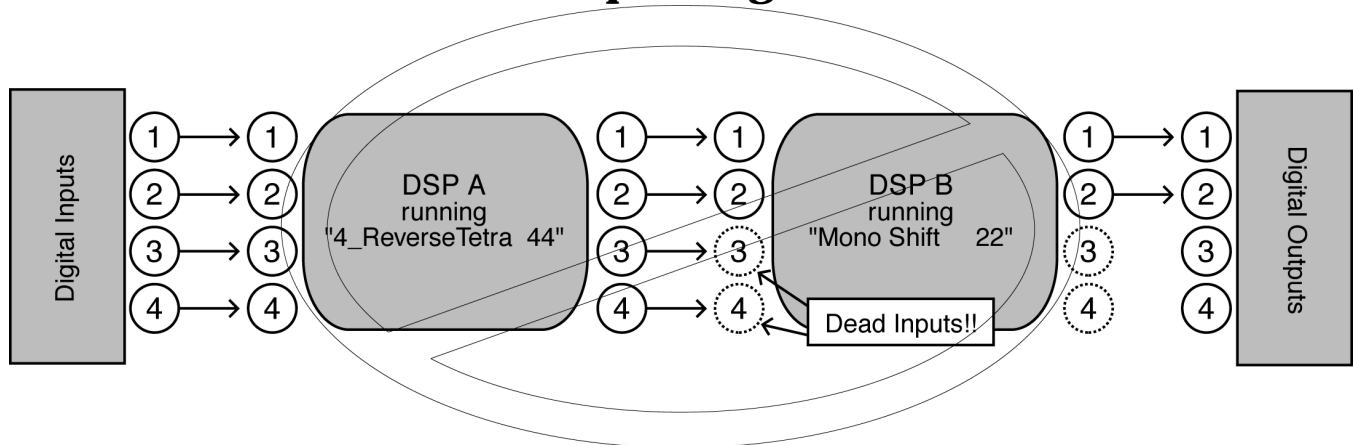 Digital Inputs
1 1
2 2
3 3
4 4
DSP A
running
"4_ReverseTetra 44"
1 1
2 2
3 3
4 4
DSP B
running
"Mono Shift 22"
Dead Inputs!!
1 1
2 2
3 3
4 4
Digital Outputs